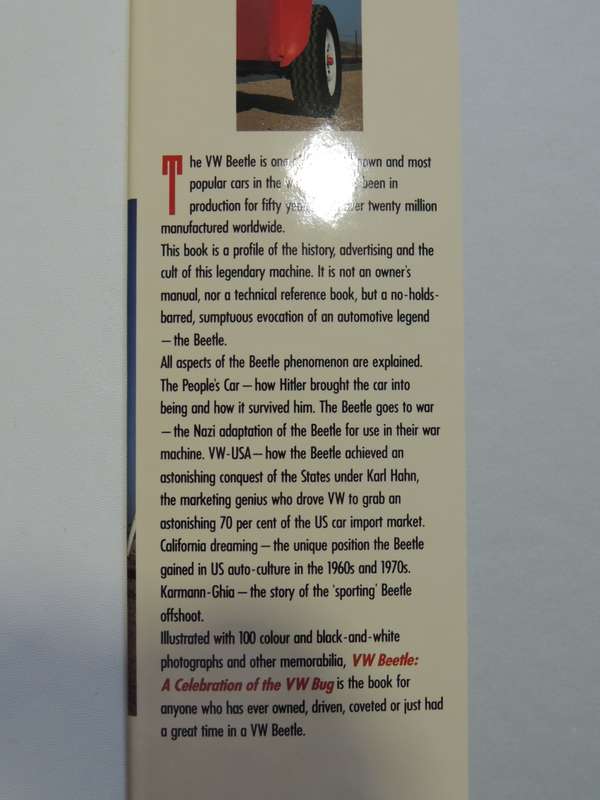 The VW Beetle is one own and most
popular cars in the been in
production for fifty over twenty million
manufactured worldwide.
This book is a profile of the history, advertising and the
cult of this legendary machine. It is not an owner's
manual, nor a technical reference book, but a no-holds-
barred, sumptuous evocation of an automotive legend
– the Beetle.
All aspects of the Beetle phenomenon are explained.
The People's Car – how Hitler brought the car into
being and how it survived him. The Beetle goes to war
– the Nazi adaptation of the Beetle for use in their war
machine. VW-USA – how the Beetle achieved an
astonishing conquest of the States under Karl Hahn,
the marketing genius who drove VW to grab an
astonishing 70 per cent of the US car import market.
California dreaming – the unique position the Beetle
gained in US auto-culture in the 1960s and 1970s.
Karmann-Ghia – the story of the 'sporting' Beetle
offshoot.
Illustrated with 100 colour and black-and-white
photographs and other memorabilia, VW Beetle:
A Celebration of the VW Bug is the book for
anyone who has ever owned, driven, coveted or just had
a great time in a VW Beetle.